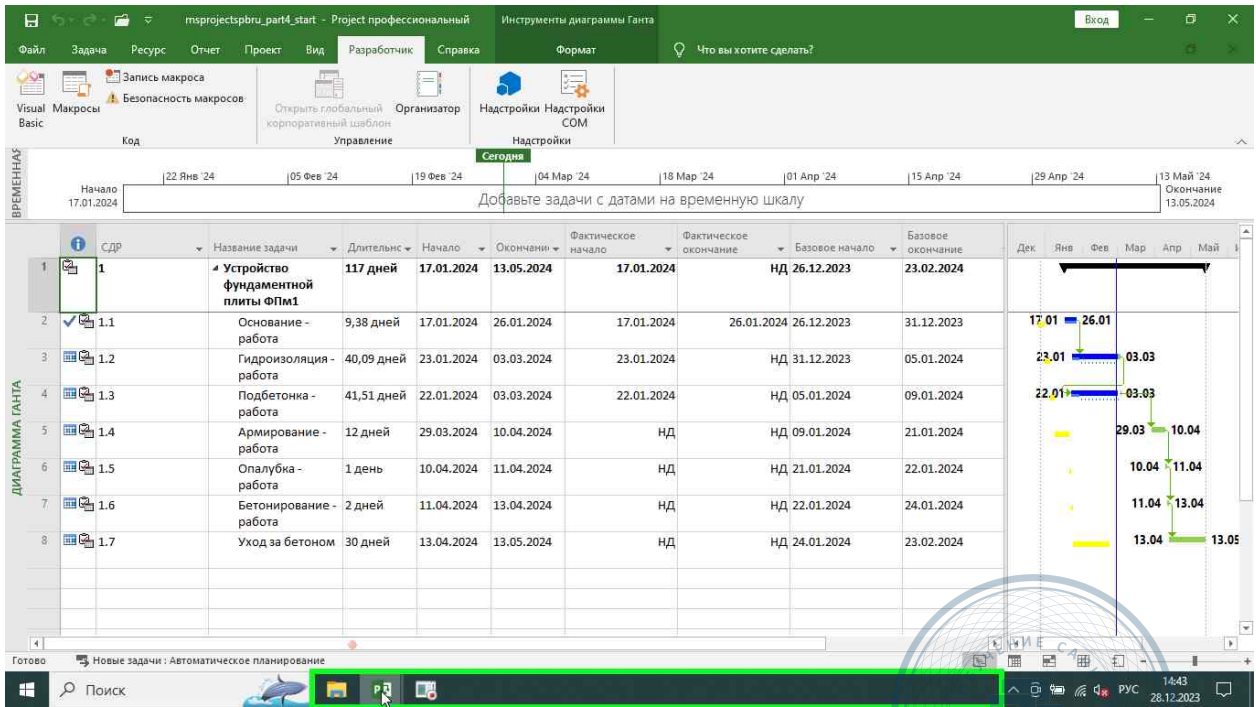 msprojectspbru_part4_start - Project профессиональный
Инструменты диаграммы Ганта
Вход
Файл Задача Ресурс Отчет Проект Вид Разработчик Справка Формат Что вы хотите сделать?
Visual Basic
Макросы
Запись макроса
Безопасность макросов
Код
Открыть глобальный корпоративный шаблон
Организатор
Управление
Надстройки
Надстройки COM
Надстройки
ВРЕМЕННАЯ
Сегодня
22 Янв '24 05 Фев '24 19 Фев '24 04 Мар '24 18 Мар '24 01 Апр '24 15 Апр '24 29 Апр '24 13 Май '24
Начало
17.01.2024
Добавьте задачи с датами на временную шкалу
Окончание
13.05.2024
СДР Название задачи Длительнс Начало Окончани Фактическое начало Фактическое окончание Базовое начало Базовое окончание Дек Янв Фев Мар Апр Май
1 1 Устройство фундаментной плиты ФПм1 117 дней 17.01.2024 13.05.2024 17.01.2024 НД 26.12.2023 23.02.2024
2 1.1 Основание - работа 9,38 дней 17.01.2024 26.01.2024 17.01.2024 26.01.2024 26.12.2023 31.12.2023 17.01 26.01
3 1.2 Гидроизоляция - работа 40,09 дней 23.01.2024 03.03.2024 23.01.2024 НД 31.12.2023 05.01.2024 23.01 03.03
4 1.3 Подбетонка - работа 41,51 дней 22.01.2024 03.03.2024 22.01.2024 НД 05.01.2024 09.01.2024 22.01 03.03
5 1.4 Армирование - работа 12 дней 29.03.2024 10.04.2024 НД НД 09.01.2024 21.01.2024 29.03 10.04
6 1.5 Опалубка - работа 1 день 10.04.2024 11.04.2024 НД НД 21.01.2024 22.01.2024 10.04 11.04
7 1.6 Бетонирование - работа 2 дней 11.04.2024 13.04.2024 НД НД 22.01.2024 24.01.2024 11.04 13.04
8 1.7 Уход за бетоном 30 дней 13.04.2024 13.05.2024 НД НД 24.01.2024 23.02.2024 13.04 13.05
ДИАГРАММА ГАНТА
Готово Новые задачи : Автоматическое планирование
Поиск
РУС
14:43
28.12.2023